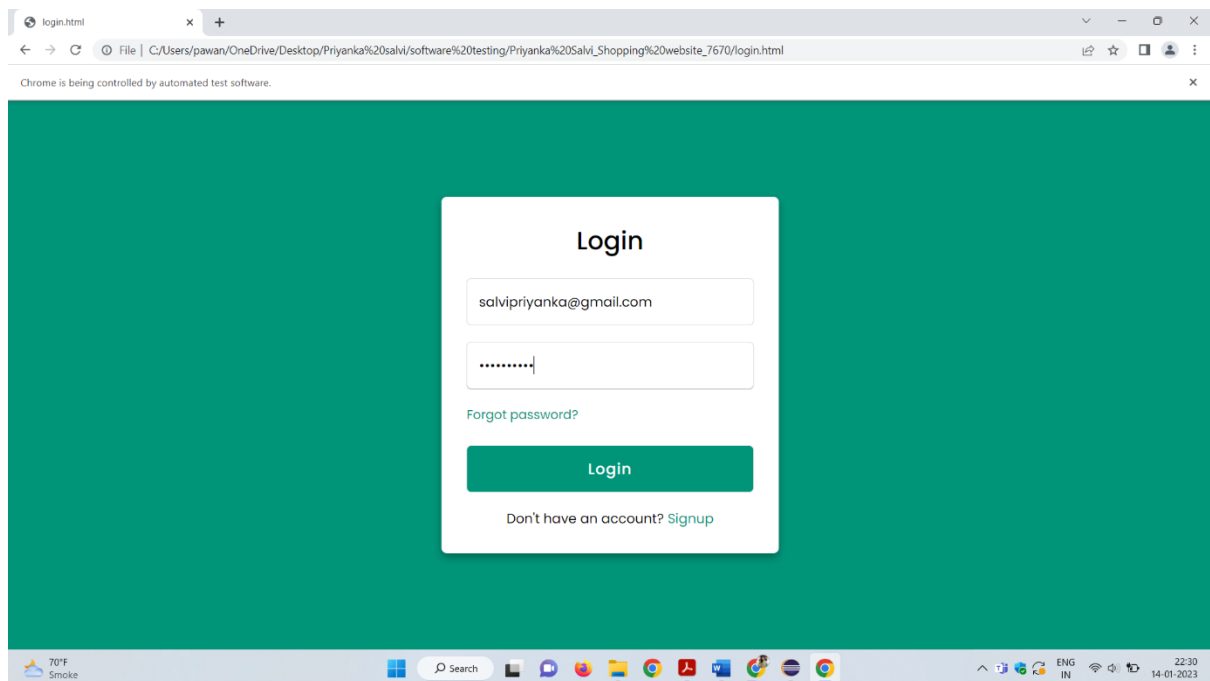 login.html
File | C:/Users/pawan/OneDrive/Desktop/Priyanka%20salvi/software%20testing/Priyanka%20Salvi_Shopping%20website_7670/login.html
Chrome is being controlled by automated test software.
Login
salvipriyanka@gmail.com
••••••••••
Forgot password?
Login
Don't have an account? Signup
70°F
Smoke
Search
ENG
IN
22:30
14-01-2023